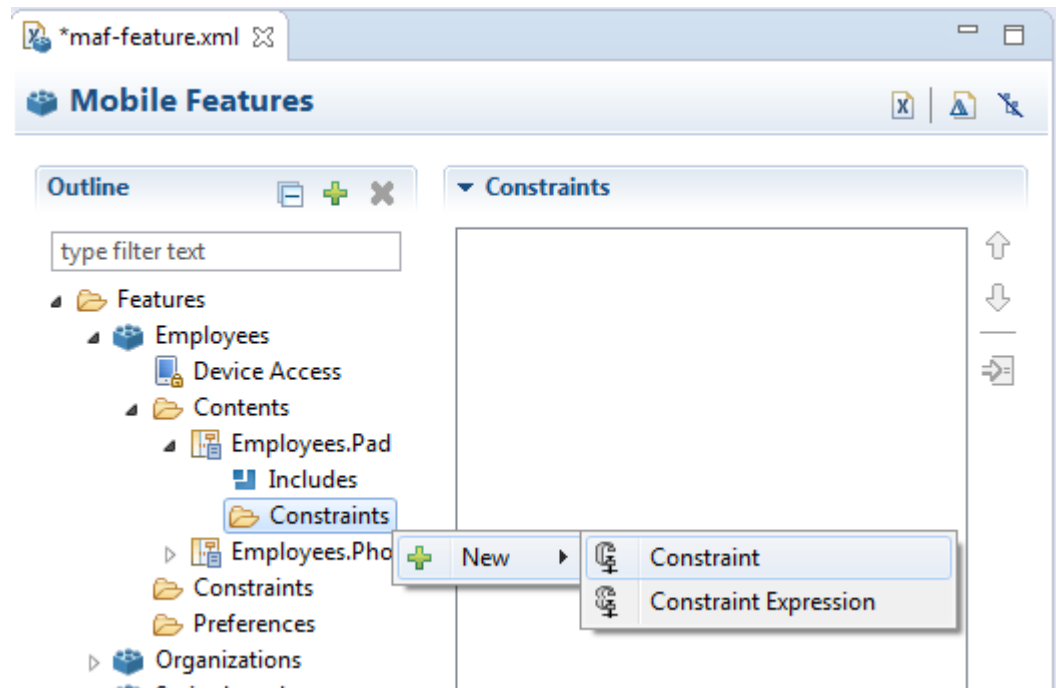 *maf-feature.xml
Mobile Features
Outline
Constraints
type filter text
Features
Employees
Device Access
Contents
Employees.Pad
Includes
Constraints
Employees.Pho
New
Constraint
Constraint Expression
Constraints
Preferences
Organizations